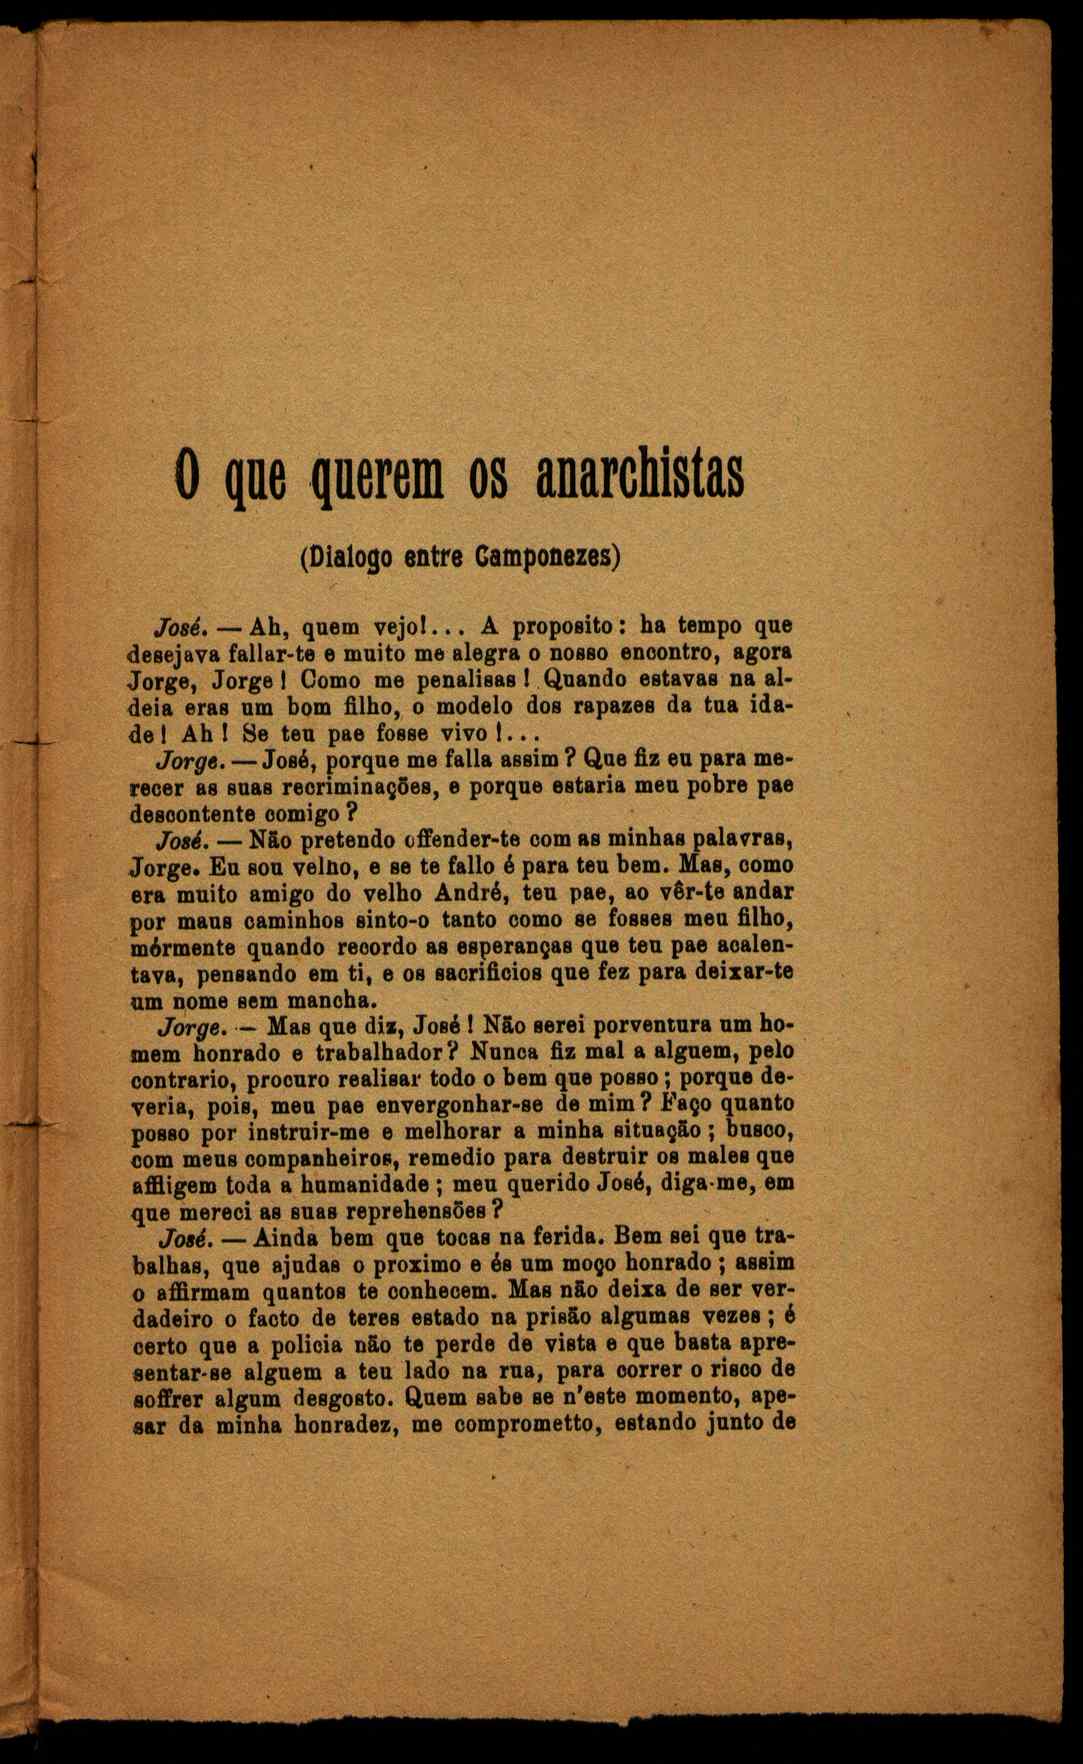 O que querem os anarchistas
(Dialogo entre Camponezes)
José. — Ah, quem vejo!... A proposito: ha tempo que
desejava fallar-te e muito me alegra o nosso encontro, agora
Jorge, Jorge! Como me penalisas! Quando estavas na al-
deia eras um bom filho, o modelo dos rapazes da tua ida-
de! Ah! Se teu pae fosse vivo!...
Jorge. — José, porque me falla assim? Que fiz eu para me-
recer as suas recriminações, e porque estaria meu pobre pae
descontente comigo?
José. — Não pretendo offender-te com as minhas palavras,
Jorge. Eu sou velho, e se te fallo é para teu bem. Mas, como
era muito amigo do velho André, teu pae, ao vêr-te andar
por maus caminhos sinto-o tanto como se fosses meu filho,
mórmente quando recordo as esperanças que teu pae acalen-
tava, pensando em ti, e os sacrificios que fez para deixar-te
um nome sem mancha.
Jorge. — Mas que diz, José! Não serei porventura um ho-
mem honrado e trabalhador? Nunca fiz mal a alguem, pelo
contrario, procuro realisar todo o bem que posso; porque de-
veria, pois, meu pae envergonhar-se de mim? Faço quanto
posso por instruir-me e melhorar a minha situação; busco,
com meus companheiros, remedio para destruir os males que
affligem toda a humanidade; meu querido José, diga-me, em
que mereci as suas reprehensões?
José. — Ainda bem que tocas na ferida. Bem sei que tra-
balhas, que ajudas o proximo e és um moço honrado; assim
o affirmam quantos te conhecem. Mas não deixa de ser ver-
dadeiro o facto de teres estado na prisão algumas vezes; é
certo que a policia não te perde de vista e que basta apre-
sentar-se alguem a teu lado na rua, para correr o risco de
soffrer algum desgosto. Quem sabe se n'este momento, ape-
sar da minha honradez, me comprometto, estando junto de